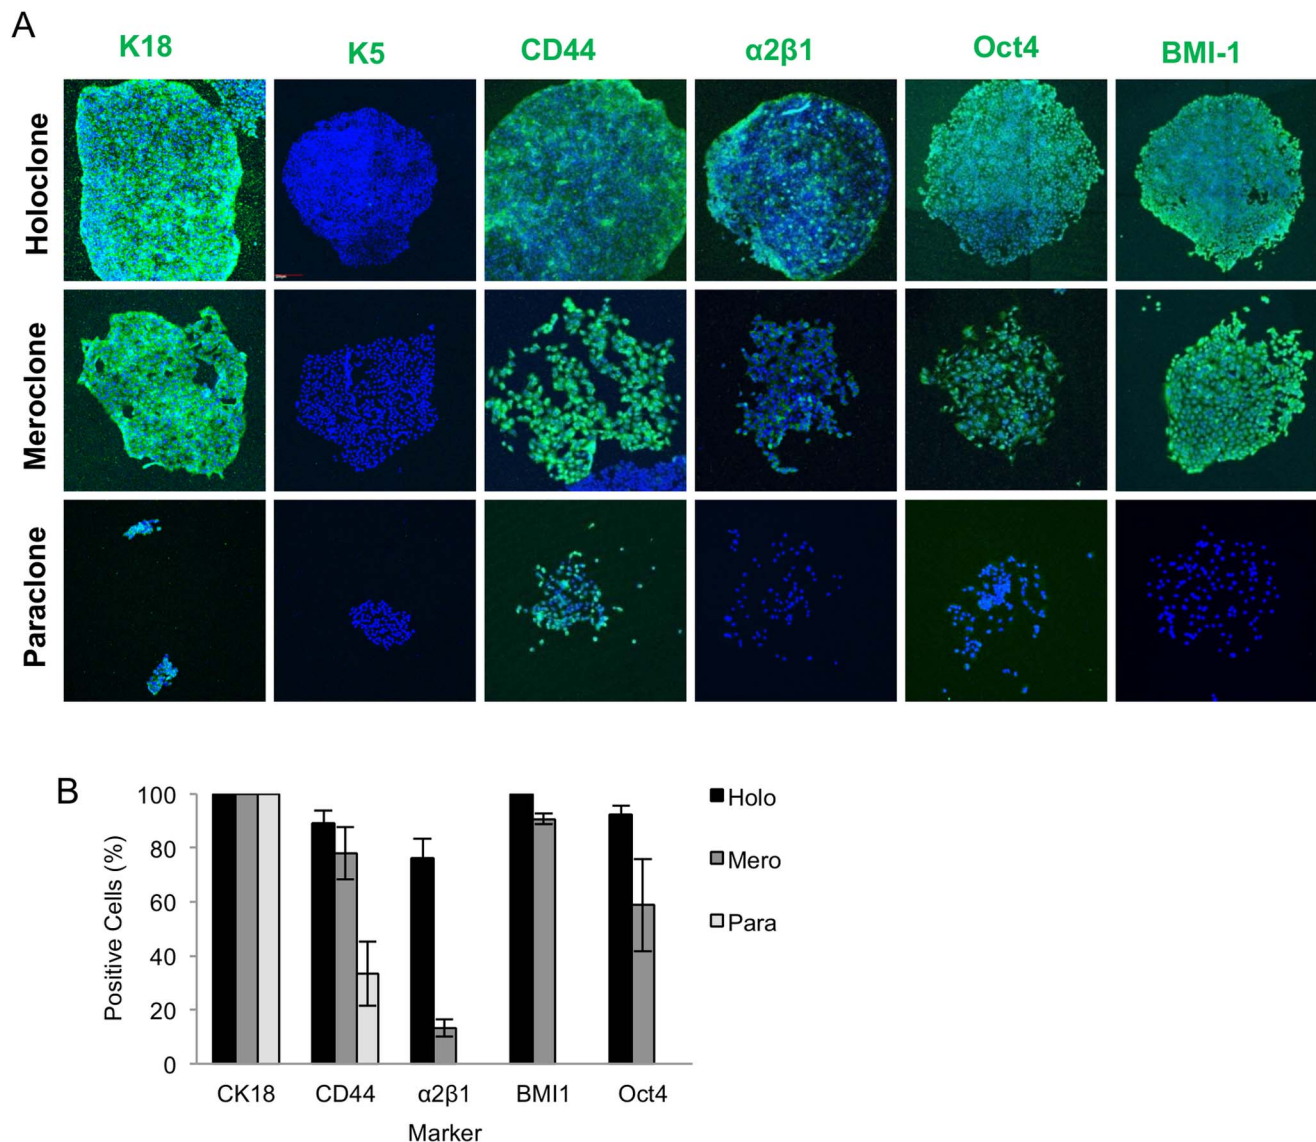 A
K18 K5 CD44 α2β1 Oct4 BMI-1
Holoclone
Meroclone
Paraclone
B
100
80
60
40
20
0
Positive Cells (%)
CK18 CD44 α2β1 BMI1 Oct4
Marker
Holo
Mero
Para